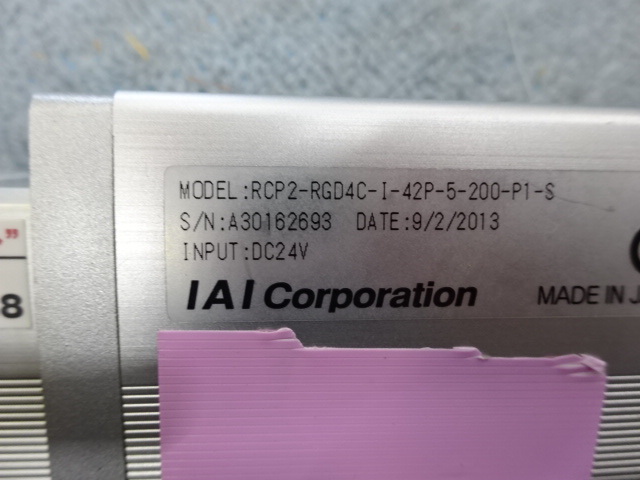 MODEL:RCP2-RGD4C-I-42P-5-200-P1-S
S/N:A30162693 DATE:9/2/2013
INPUT:DC24V
IAI Corporation
MADE IN J
,"
8